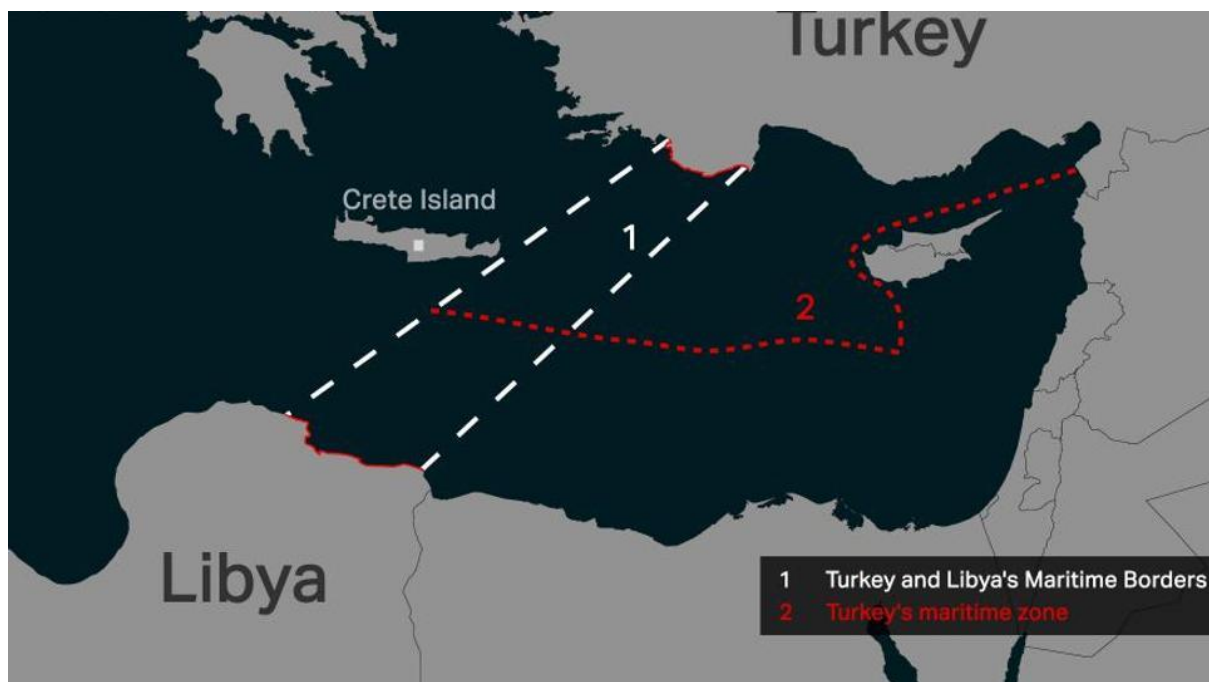 Turkey
Crete Island
1
2
Libya
1 Turkey and Libya's Maritime Borders
2 Turkey's maritime zone